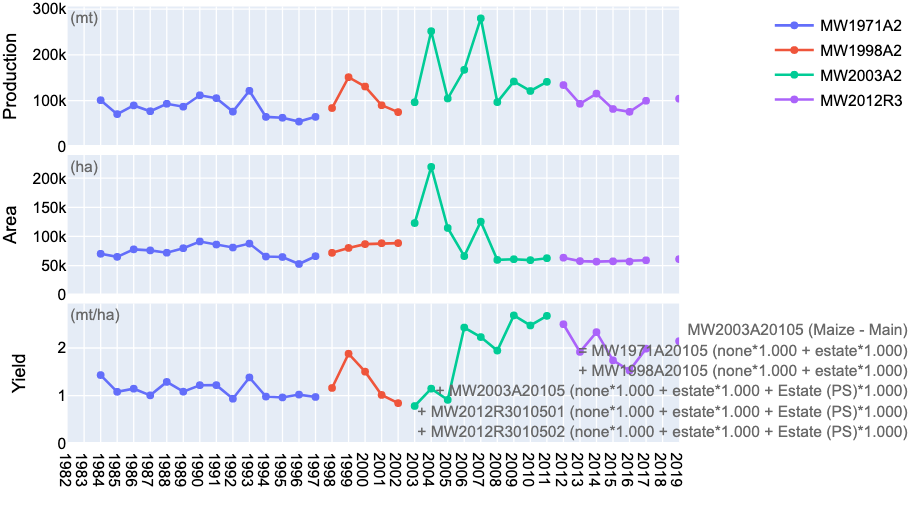 300k
(mt)
200k
100k
0
Production
MW1971A2
MW1998A2
MW2003A2
MW2012R3
(ha)
200k
150k
100k
50k
0
Area
(mt/ha)
2
1
0
Yield
MW2003A20105 (Maize - Main)
= MW1971A20105 (none*1.000 + estate*1.000)
+ MW1998A20105 (none*1.000 + estate*1.000)
+ MW2003A20105 (none*1.000 + estate*1.000 + Estate (PS)*1.000)
+ MW2012R3010501 (none*1.000 + estate*1.000 + Estate (PS)*1.000)
+ MW2012R3010502 (none*1.000 + estate*1.000 + Estate (PS)*1.000)
1982
1983
1984
1985
1986
1987
1988
1989
1990
1991
1992
1993
1994
1995
1996
1997
1998
1999
2000
2001
2002
2003
2004
2005
2006
2007
2008
2009
2010
2011
2012
2013
2014
2015
2016
2017
2018
2019